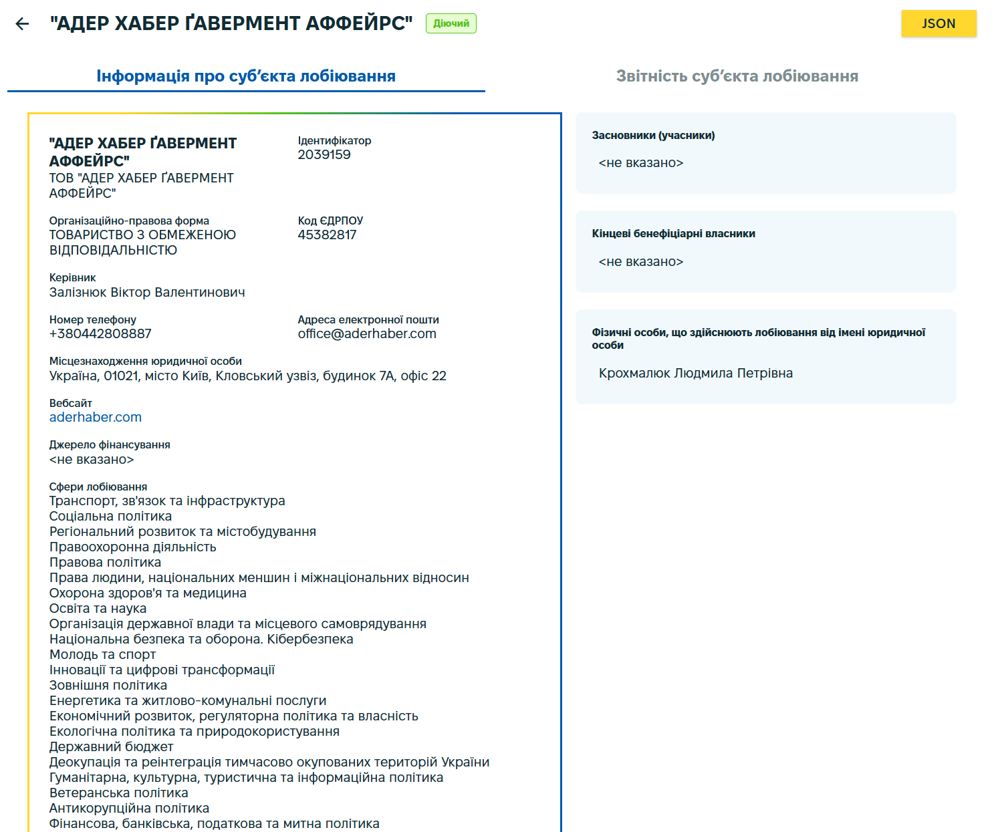 "АДЕР ХАБЕР ҐАВЕРМЕНТ АФФЕЙРС"
Діючий
JSON
Інформація про суб’єкта лобіювання
Звітність суб’єкта лобіювання
"АДЕР ХАБЕР ҐАВЕРМЕНТ
АФФЕЙРС"
ТОВ "АДЕР ХАБЕР ҐАВЕРМЕНТ
АФФЕЙРС"
Ідентифікатор
2039159
Організаційно-правова форма
ТОВАРИСТВО З ОБМЕЖЕНОЮ
ВІДПОВІДАЛЬНІСТЮ
Код ЄДРПОУ
45382817
Керівник
Залізнюк Віктор Валентинович
Номер телефону
+380442808887
Адреса електронної пошти
office@aderhaber.com
Місцезнаходження юридичної особи
Україна, 01021, місто Київ, Кловський узвіз, будинок 7А, офіс 22
Вебсайт
aderhaber.com
Джерело фінансування
<не вказано>
Сфери лобіювання
Транспорт, зв'язок та інфраструктура
Соціальна політика
Регіональний розвиток та містобудування
Правоохоронна діяльність
Правова політика
Права людини, національних меншин і міжнаціональних відносин
Охорона здоров'я та медицина
Освіта та наука
Організація державної влади та місцевого самоврядування
Національна безпека та оборона. Кібербезпека
Молодь та спорт
Інновації та цифрові трансформації
Зовнішня політика
Енергетика та житлово-комунальні послуги
Економічний розвиток, регуляторна політика та власність
Екологічна політика та природокористування
Державний бюджет
Деокупація та реінтеграція тимчасово окупованих територій України
Гуманітарна, культурна, туристична та інформаційна політика
Ветеранська політика
Антикорупційна політика
Фінансова, банківська, податкова та митна політика
Засновники (учасники)
<не вказано>
Кінцеві бенефіціарні власники
<не вказано>
Фізичні особи, що здійснюють лобіювання від імені юридичної
особи
Крохмалюк Людмила Петрівна